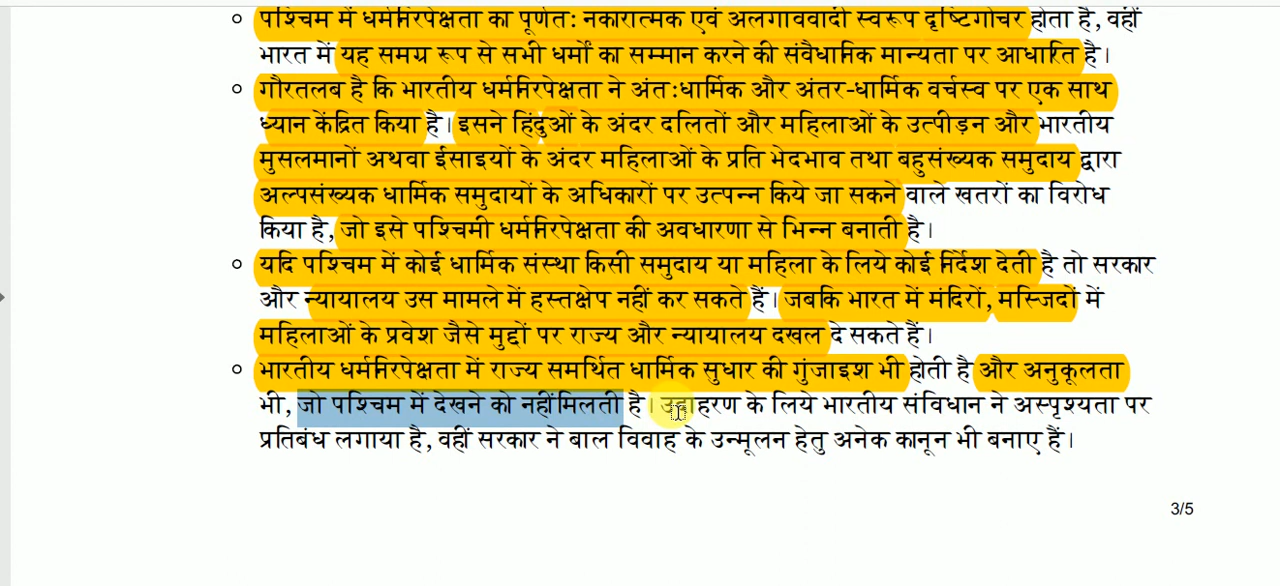 पश्चिम में धर्मनिरपेक्षता का पूर्णत: नकारात्मक एवं अलगाववादी स्वरूप दृष्टिगोचर होता है, वहीं
भारत में यह समग्र रूप से सभी धर्मों का सम्मान करने की संवैधानिक मान्यता पर आधारित है।
गौरतलब है कि भारतीय धर्मनिरपेक्षता ने अंत:धार्मिक और अंतर-धार्मिक वर्चस्व पर एक साथ
ध्यान केंद्रित किया है। इसने हिंदुओं के अंदर दलितों और महिलाओं के उत्पीड़न और भारतीय
मुसलमानों अथवा ईसाइयों के अंदर महिलाओं के प्रति भेदभाव तथा बहुसंख्यक समुदाय द्वारा
अल्पसंख्यक धार्मिक समुदायों के अधिकारों पर उत्पन्न किये जा सकने वाले खतरों का विरोध
किया है, जो इसे पश्चिमी धर्मनिरपेक्षता की अवधारणा से भिन्न बनाती है।
यदि पश्चिम में कोई धार्मिक संस्था किसी समुदाय या महिला के लिये कोई निर्देश देती है तो सरकार
और न्यायालय उस मामले में हस्तक्षेप नहीं कर सकते हैं। जबकि भारत में मंदिरों, मस्जिदों में
महिलाओं के प्रवेश जैसे मुद्दों पर राज्य और न्यायालय दखल दे सकते हैं।
भारतीय धर्मनिरपेक्षता में राज्य समर्थित धार्मिक सुधार की गुंजाइश भी होती है और अनुकूलता
भी, जो पश्चिम में देखने को नहीं मिलती है। उदाहरण के लिये भारतीय संविधान ने अस्पृश्यता पर
प्रतिबंध लगाया है, वहीं सरकार ने बाल विवाह के उन्मूलन हेतु अनेक कानून भी बनाए हैं।
3/5